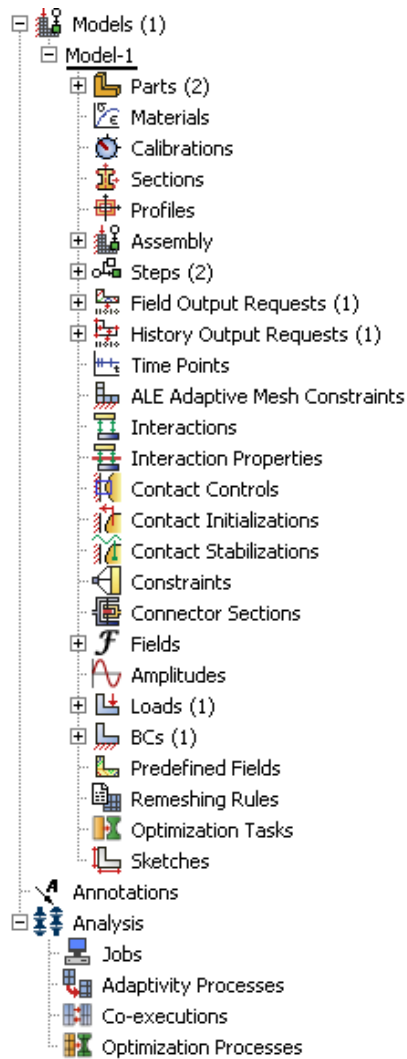 Models (1)
Model-1
Parts (2)
Materials
Calibrations
Sections
Profiles
Assembly
Steps (2)
Field Output Requests (1)
History Output Requests (1)
Time Points
ALE Adaptive Mesh Constraints
Interactions
Interaction Properties
Contact Controls
Contact Initializations
Contact Stabilizations
Constraints
Connector Sections
Fields
Amplitudes
Loads (1)
BCs (1)
Predefined Fields
Remeshing Rules
Optimization Tasks
Sketches
Annotations
Analysis
Jobs
Adaptivity Processes
Co-executions
Optimization Processes